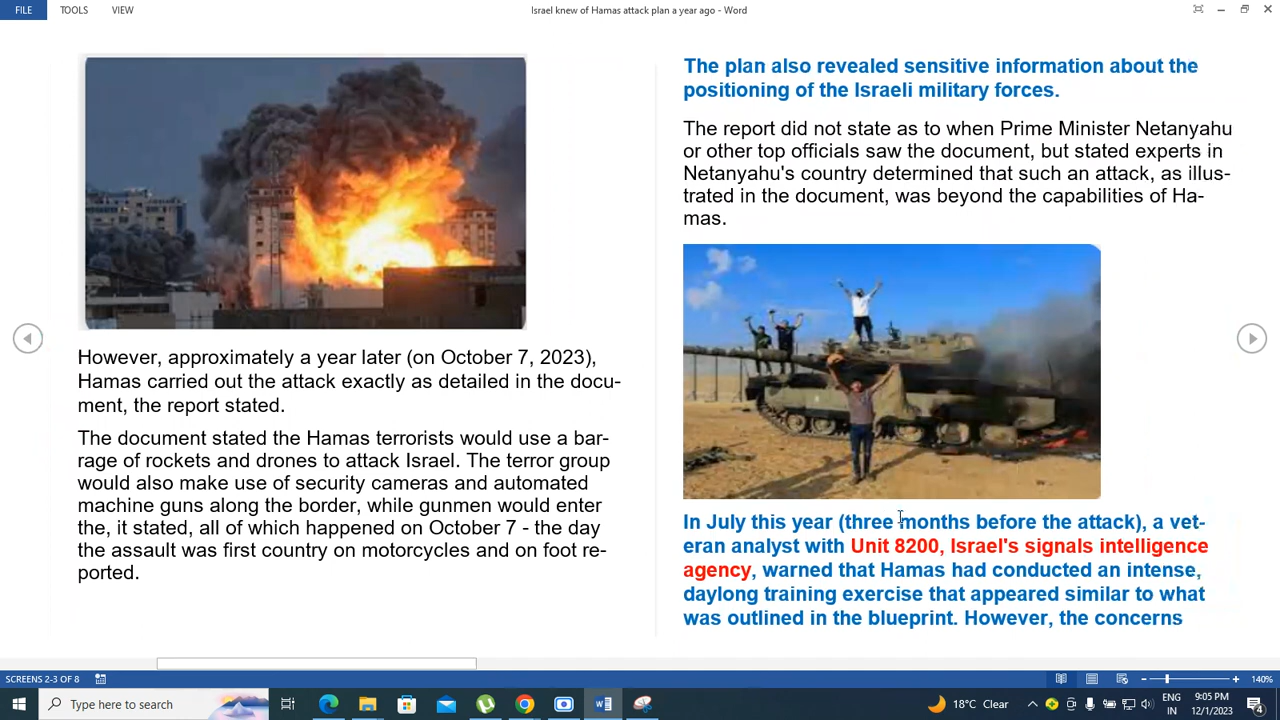 FILE TOOLS VIEW
Israel knew of Hamas attack plan a year ago - Word
However, approximately a year later (on October 7, 2023),
Hamas carried out the attack exactly as detailed in the docu-
ment, the report stated.
The document stated the Hamas terrorists would use a bar-
rage of rockets and drones to attack Israel. The terror group
would also make use of security cameras and automated
machine guns along the border, while gunmen would enter
the, it stated, all of which happened on October 7 - the day
the assault was first country on motorcycles and on foot re-
ported.
The plan also revealed sensitive information about the
positioning of the Israeli military forces.
The report did not state as to when Prime Minister Netanyahu
or other top officials saw the document, but stated experts in
Netanyahu's country determined that such an attack, as illus-
trated in the document, was beyond the capabilities of Ha-
mas.
In July this year (three months before the attack), a vet-
eran analyst with Unit 8200, Israel's signals intelligence
agency, warned that Hamas had conducted an intense,
daylong training exercise that appeared similar to what
was outlined in the blueprint. However, the concerns
SCREENS 2-3 OF 8
140%
Type here to search
18°C Clear
ENG
IN
9:05 PM
12/1/2023
4